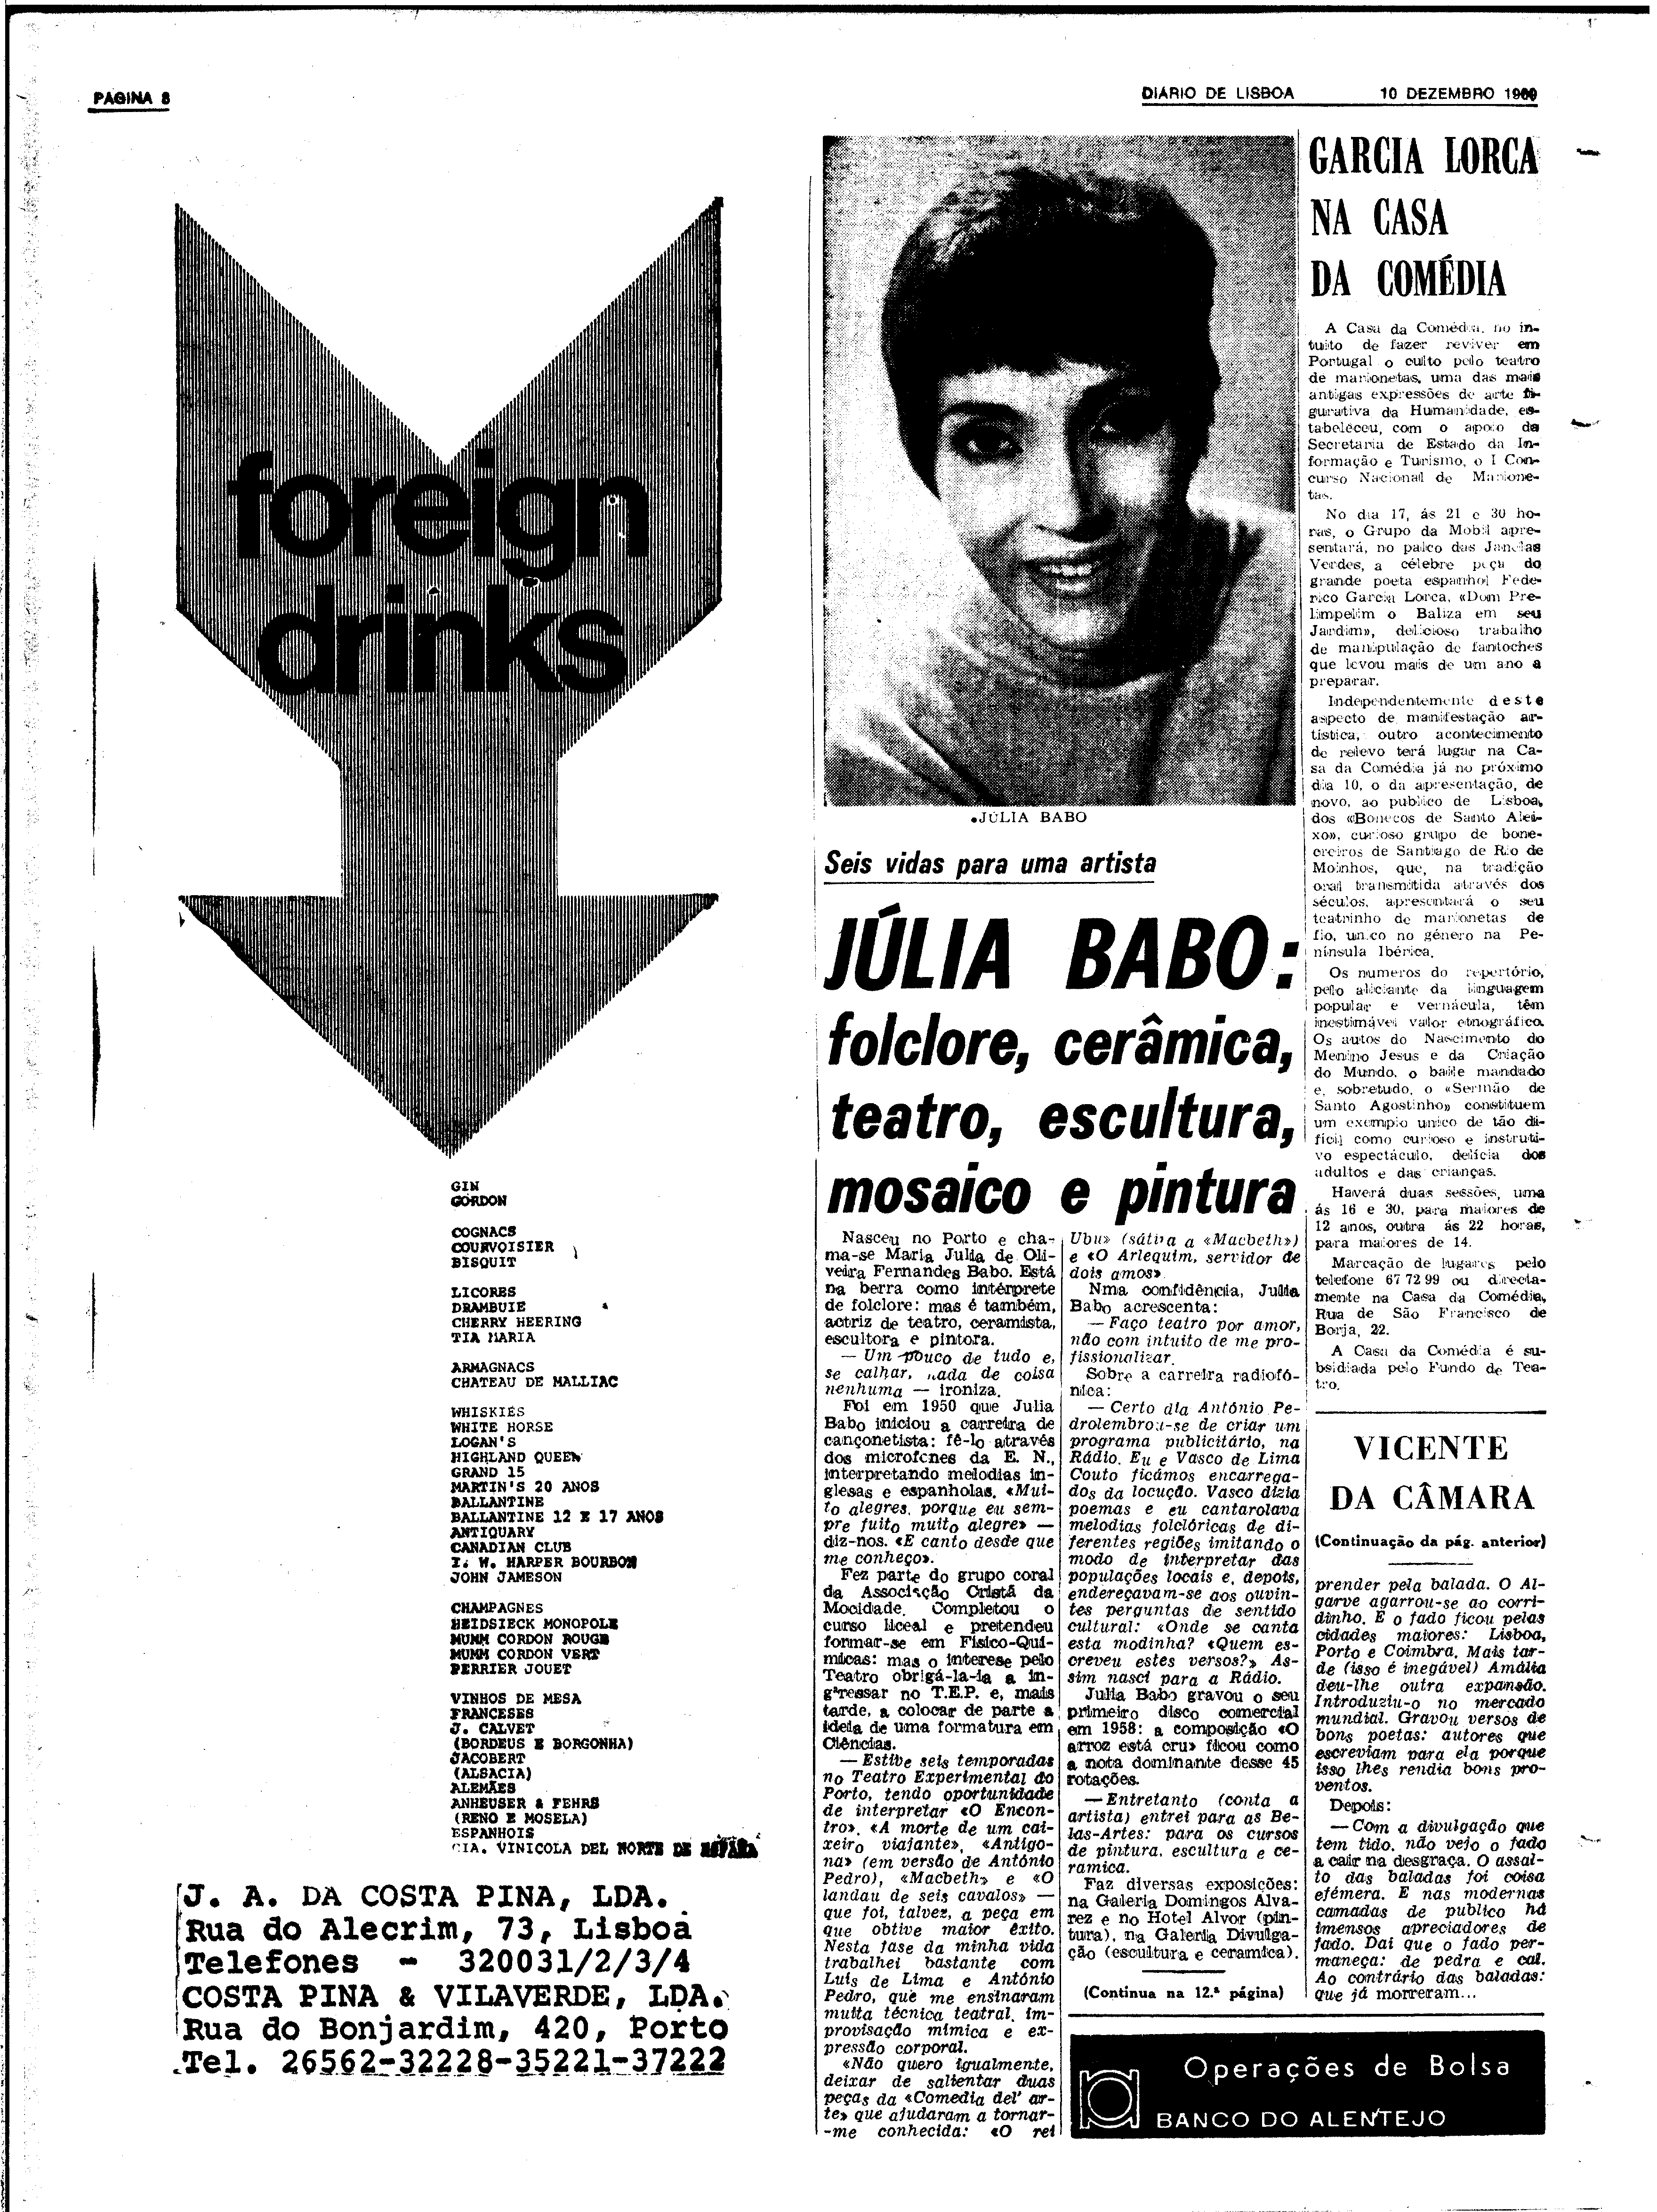 PAGINA 8
DIARIO DE LISBOA
10 DEZEMBRO 1969
foreign
drinks
GIN
GORDON
COGNACS
COURVOISIER
BISQUIT
LICORES
DRAMBUIE
CHERRY HEERING
TIA MARIA
ARMAGNACS
CHATEAU DE MALLIAC
WHISKIES
WHITE HORSE
LOGAN'S
HIGHLAND QUEEN
GRAND 15
MARTIN'S 20 ANOS
BALLANTINE
BALLANTINE 12 E 17 ANOS
ANTIQUARY
CANADIAN CLUB
I. W. HARPER BOURBON
JOHN JAMESON
CHAMPAGNES
HEIDSIECK MONOPOLE
MUMM CORDON ROUGE
MUMM CORDON VERT
PERRIER JOUET
VINHOS DE MESA
FRANCESES
J. CALVET
(BORDEUS E BORGONHA)
JACOBERT
(ALSACIA)
ALEMÃES
ANHEUSER & FEHRS
(RENO E MOSELA)
ESPANHOIS
CIA. VINICOLA DEL NORTE DE ESPAÑA
J. A. DA COSTA PINA, LDA.
Rua do Alecrim, 73, Lisboa
Telefones - 320031/2/3/4
COSTA PINA & VILAVERDE, LDA.
Rua do Bonjardim, 420, Porto
Tel. 26562-32228-35221-37222
JÚLIA BABO
Seis vidas para uma artista
JÚLIA BABO:
folclore, cerâmica,
teatro, escultura,
mosaico e pintura
Nasceu no Porto e cha-
ma-se Maria Julia de Oli-
veira Fernandes Babo. Está
na berra como intérprete
de folclore: mas é também,
actriz de teatro, ceramista,
escultora e pintora.
— Um pouco de tudo e,
se calhar, nada de coisa
nenhuma — ironiza.
Foi em 1950 que Julia
Babo iniciou a carreira de
cançonetista: fê-lo através
dos microfones da E. N.,
interpretando melodias in-
glesas e espanholas. «Mui-
to alegres, porque eu sem-
pre fuito muito alegre» —
diz-nos. «E canto desde que
me conheço».
Fez parte do grupo coral
da Associsção Cristã da
Mocidade. Completou o
curso liceal e pretendeu
formar-se em Físico-Quí-
micas: mas o interese pelo
Teatro obrigá-la-ia a in-
gressar no T.E.P. e, mais
tarde, a colocar de parte a
ideia de uma formatura em
Ciências.
— Estive seis temporadas
no Teatro Experimental do
Porto, tendo oportunidade
de interpretar «O Encon-
tro», «A morte de um cai-
xeiro viajante», «Antígo-
na» (em versão de António
Pedro), «Macbeth» e «O
landau de seis cavalos» —
que foi, talvez, a peça em
que obtive maior êxito.
Nesta fase da minha vida
trabalhei bastante com
Luís de Lima e António
Pedro, que me ensinaram
muita técnica teatral, im-
provisação mímica e ex-
pressão corporal.
«Não quero igualmente,
deixar de salientar duas
peças da «Comedia del' ar-
te» que ajudaram a tornar-
-me conhecida: «O rei
Ubu» (sátiva a «Macbeth»)
e «O Arlequim, servidor de
dois amos».
Nma confidência, Julia
Babo acrescenta:
— Faço teatro por amor,
não com intuito de me pro-
fissionalizar.
Sobre a carreira radiofó-
nica:
— Certo dia António Pe-
drolembrou-se de criar um
programa publicitário, na
Rádio. Eu e Vasco de Lima
Couto ficámos encarrega-
dos da locução. Vasco dizia
poemas e eu cantarolava
melodias folclóricas de di-
ferentes regiões imitando o
modo de interpretar das
populações locais e, depois,
endereçavam-se aos ouvin-
tes perguntas de sentido
cultural: «Onde se canta
esta modinha? «Quem es-
creveu estes versos?» As-
sim nasci para a Rádio.
Julia Babo gravou o seu
primeiro disco comercial
em 1958: a composição «O
arroz está cru» ficou como
a nota dominante desse 45
rotações.
— Entretanto (conta a
artista) entrei para as Be-
las-Artes: para os cursos
de pintura, escultura e ce-
ramica.
Faz diversas exposições:
na Galeria Domingos Alva-
rez e no Hotel Alvor (pin-
tura), na Galeria Divulga-
ção (escultura e ceramica).
(Continua na 12.ª página)
GARCIA LORCA
NA CASA
DA COMÉDIA
A Casa da Comédia, no in-
tuito de fazer reviver em
Portugal o culto pelo teatro
de marionetas, uma das mais
antigas expressões de arte fi-
gurativa da Humanidade, es-
tabeleceu, com o apoio da
Secretaria de Estado da In-
formação e Turismo, o I Con-
curso Nacional de Marione-
tas.
No dia 17, ás 21 e 30 ho-
ras, o Grupo da Mobil apre-
sentará, no palco das Janelas
Verdes, a célebre peça do
grande poeta espanhol Fede-
rico Garcia Lorca, «Dom Pre-
limpelim o Baliza em seu
Jardim», delicioso trabalho
de manipulação de fantoches
que levou mais de um ano a
preparar.
Independentemente deste
aspecto de manifestação ar-
tística, outro acontecimento
de relevo terá lugar na Ca-
sa da Comédia já no próximo
dia 10, o da apresentação, de
novo, ao publico de Lisboa,
dos «Bonecos de Santo Alei-
xo», curioso grupo de bone-
creiros de Santiago de Rio de
Moinhos, que, na tradição
oral transmitida através dos
séculos, apresentará o seu
teatrinho de marionetas de
fio, unico no género na Pe-
nínsula Ibérica.
Os numeros do repertório,
pelo aliciante da linguagem
popular e vernácula, têm
inestimável valor etnográfico.
Os autos do Nascimento do
Menino Jesus e da Criação
do Mundo, o baile mandado
e, sobretudo, o «Sermão de
Santo Agostinho» constituem
um exemplo unico de tão di-
fícil como curioso e instruti-
vo espectáculo, delícia dos
adultos e das crianças.
Haverá duas sessões, uma
ás 16 e 30, para maiores de
12 anos, outra ás 22 horas,
para maiores de 14.
Marcação de lugares pelo
telefone 67 72 99 ou directa-
mente na Casa da Comédia,
Rua de São Francisco de
Borja, 22.
A Casa da Comédia é su-
bsidiada pelo Fundo de Tea-
tro.
VICENTE
DA CÂMARA
(Continuação da pág. anterior)
prender pela balada. O Al-
garve agarrou-se ao corri-
dinho. E o fado ficou pelas
cidades maiores: Lisboa,
Porto e Coimbra. Mais tar-
de (isso é inegável) Amália
deu-lhe outra expansão.
Introduziu-o no mercado
mundial. Gravou versos de
bons poetas: autores que
escreviam para ela porque
isso lhes rendia bons pro-
ventos.
Depois:
— Com a divulgação que
tem tido, não vejo o fado
a cair na desgraça. O assal-
to das baladas foi coisa
efémera. E nas modernas
camadas de publico há
imensos apreciadores de
fado. Daí que o fado per-
maneça: de pedra e cal.
Ao contrário das baladas:
que já morreram...
Operações de Bolsa
BANCO DO ALENTEJO